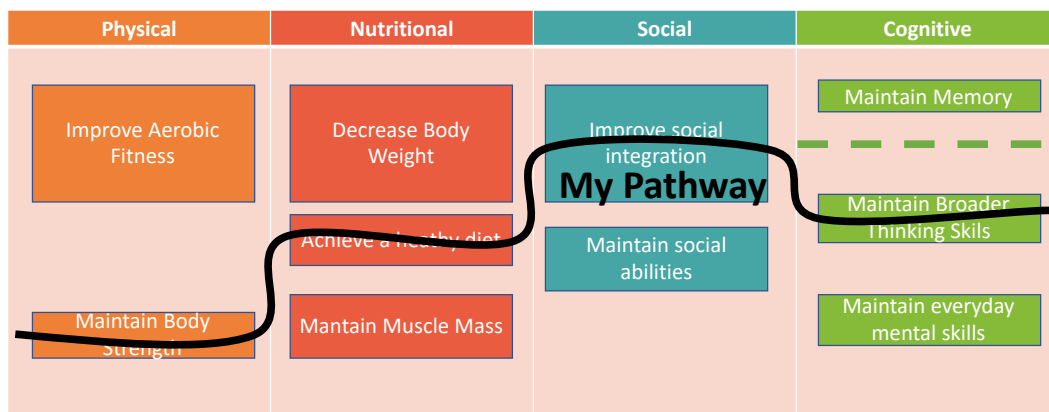 Physical
Nutritional
Social
Cognitive
Improve Aerobic
Fitness
Maintain Body
Strength
Decrease Body
Weight
Achieve a heathy diet
Mantain Muscle Mass
Improve social
integration
My Pathway
Maintain social
abilities
Maintain Memory
Maintain Broader
Thinking Skils
Maintain everyday
mental skills